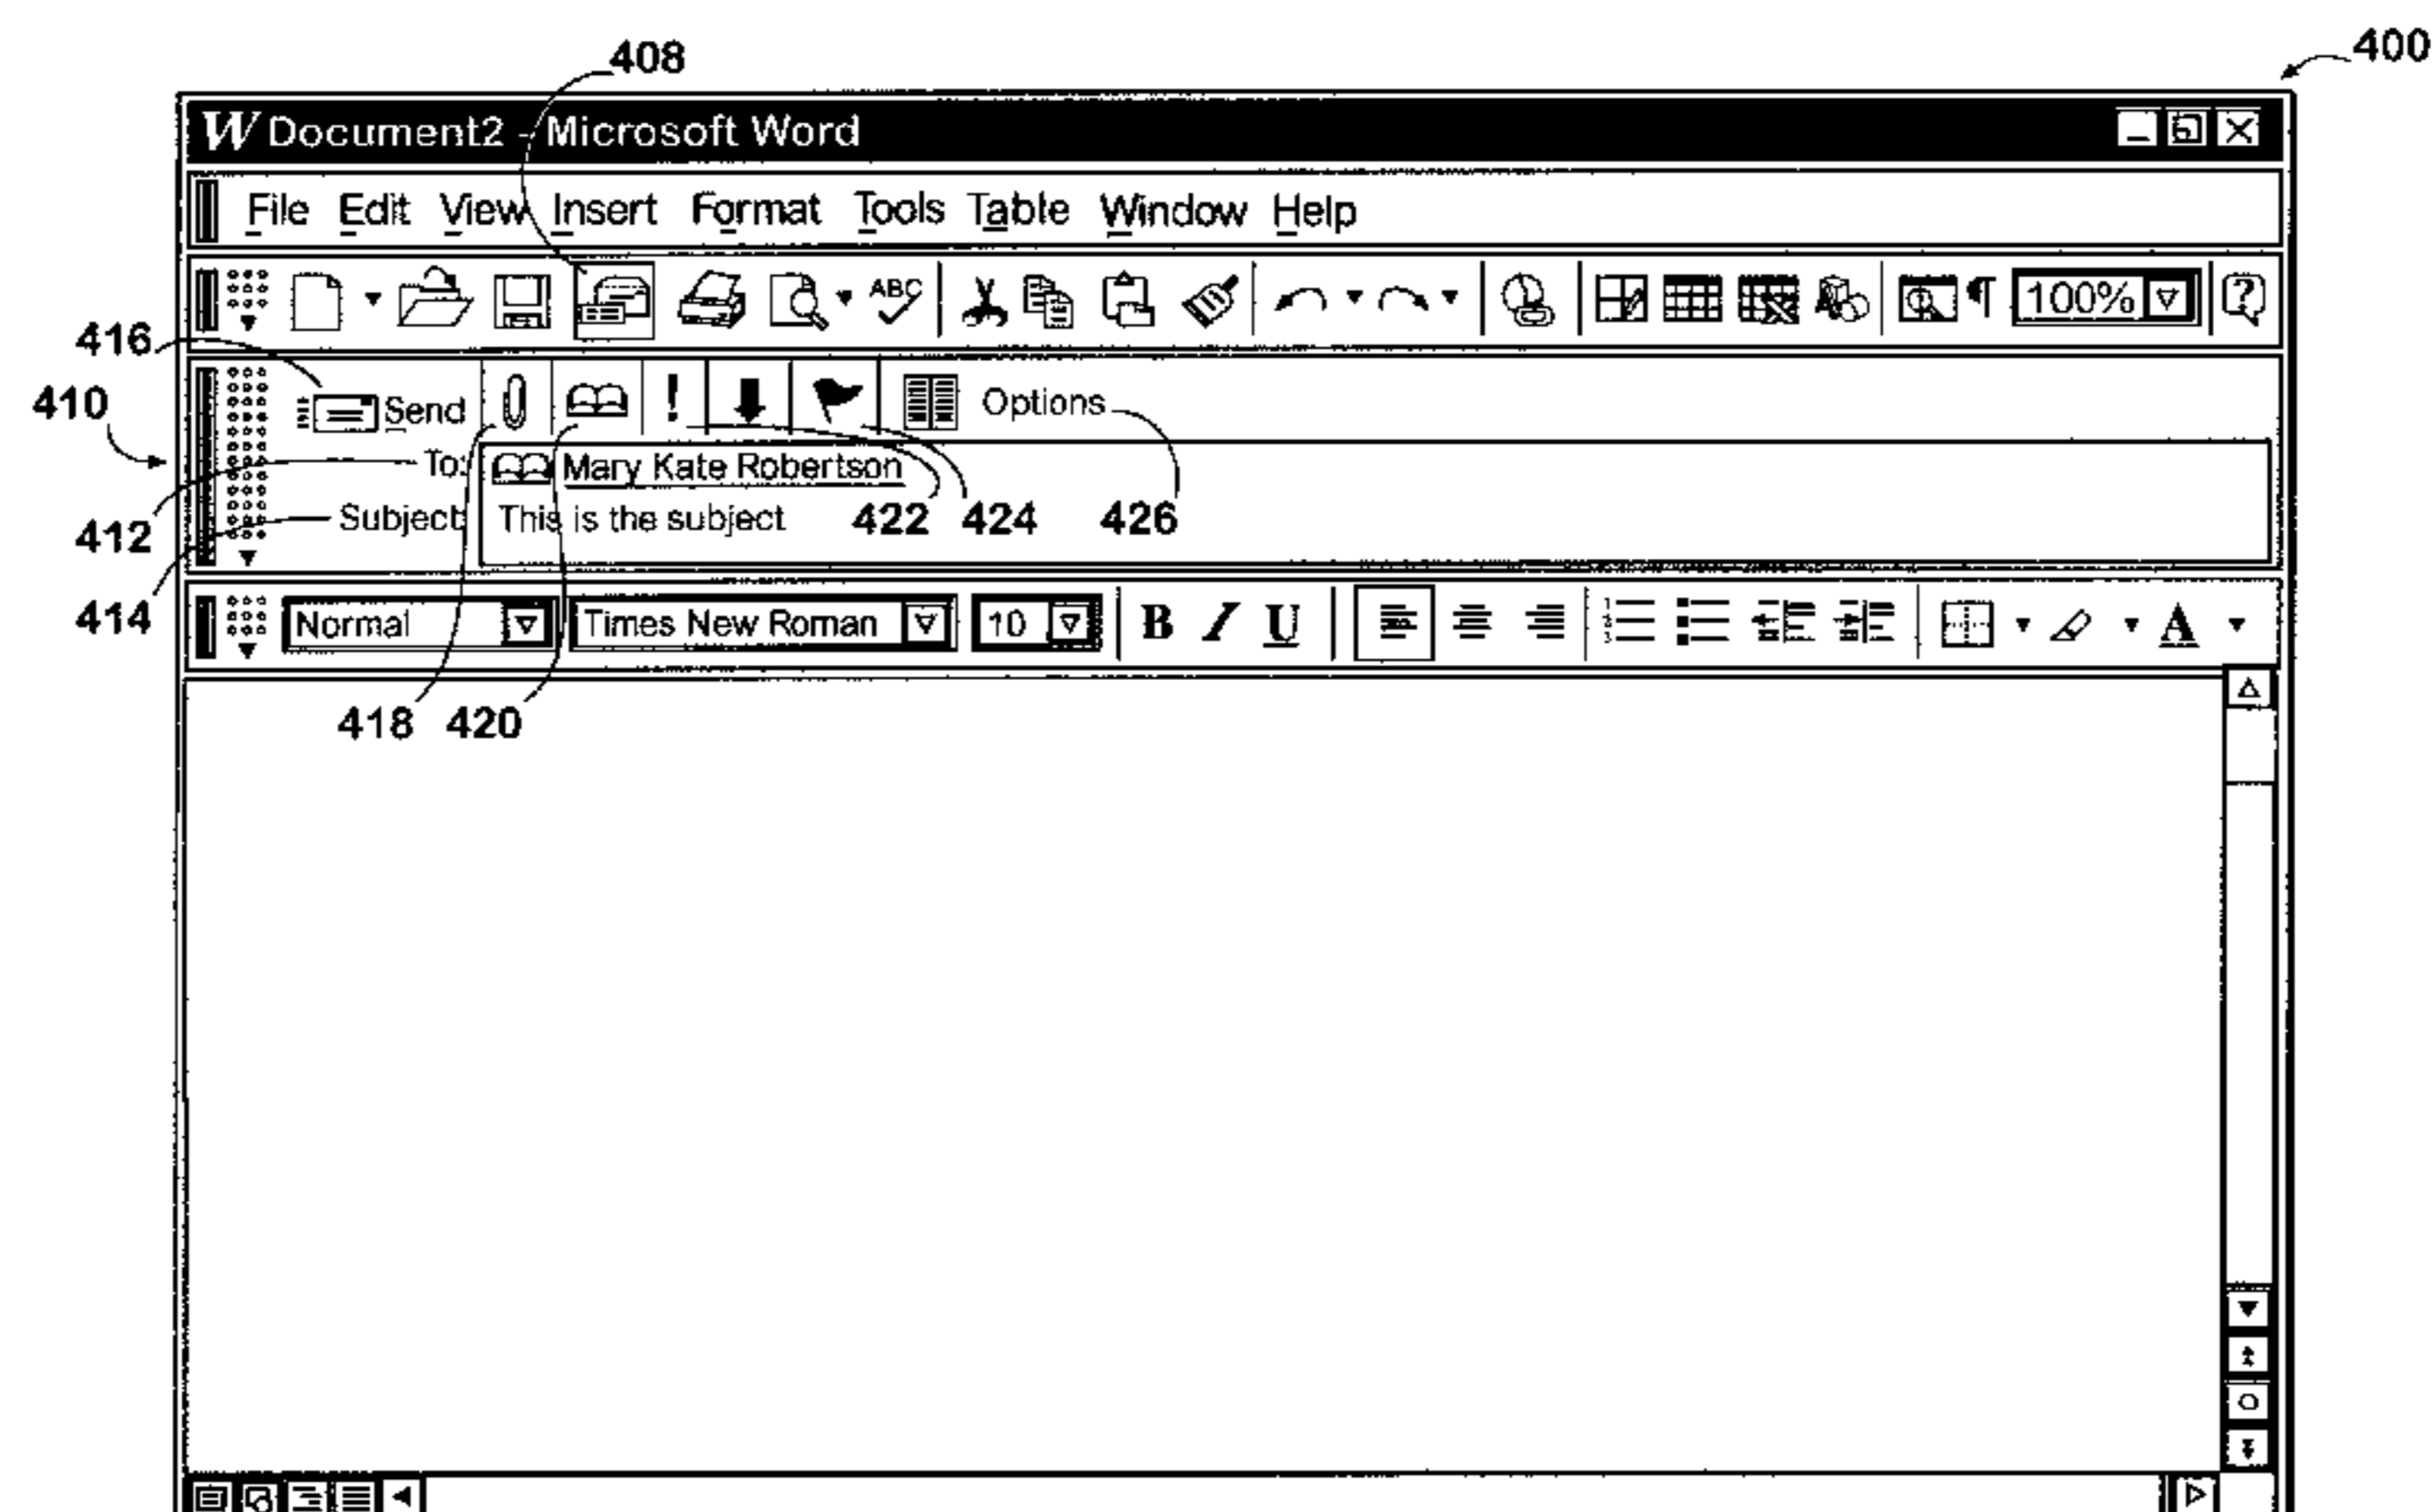 408
400
W Document2 - Microsoft Word
File Edit View Insert Format Tools Table Window Help
ABC ¶ 100% ?
416
410
Send ! Options
To: Mary Kate Robertson
412
Subject This is the subject 422 424 426
414
Normal Times New Roman 10 B I U A
418 420